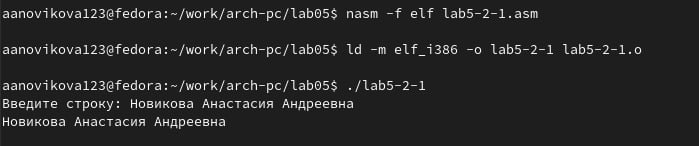 aanovikova123@fedora:~/work/arch-pc/lab05$ nasm -f elf lab5-2-1.asm
aanovikova123@fedora:~/work/arch-pc/lab05$ ld -m elf_i386 -o lab5-2-1 lab5-2-1.o
aanovikova123@fedora:~/work/arch-pc/lab05$ ./lab5-2-1
Введите строку: Новикова Анастасия Андреевна
Новикова Анастасия Андреевна